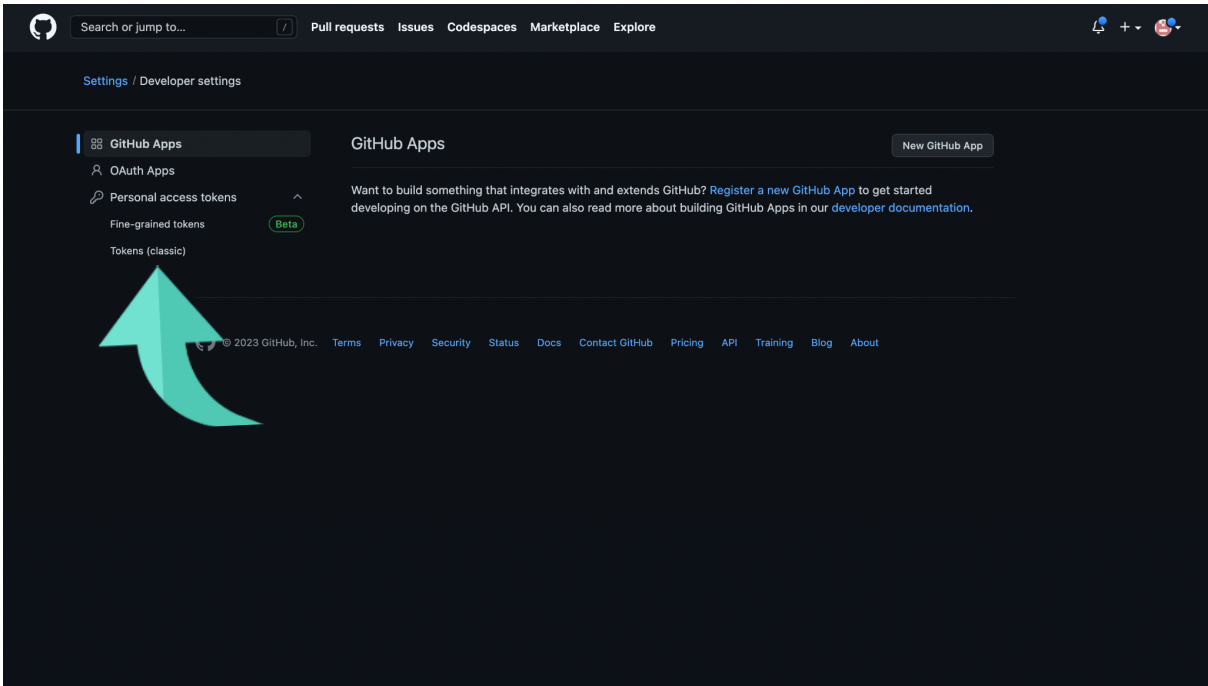 Search or jump to... /
Pull requests Issues Codespaces Marketplace Explore
Settings / Developer settings
GitHub Apps
OAuth Apps
Personal access tokens
Fine-grained tokens Beta
Tokens (classic)
GitHub Apps
New GitHub App
Want to build something that integrates with and extends GitHub? Register a new GitHub App to get started
developing on the GitHub API. You can also read more about building GitHub Apps in our developer documentation.
© 2023 GitHub, Inc. Terms Privacy Security Status Docs Contact GitHub Pricing API Training Blog About